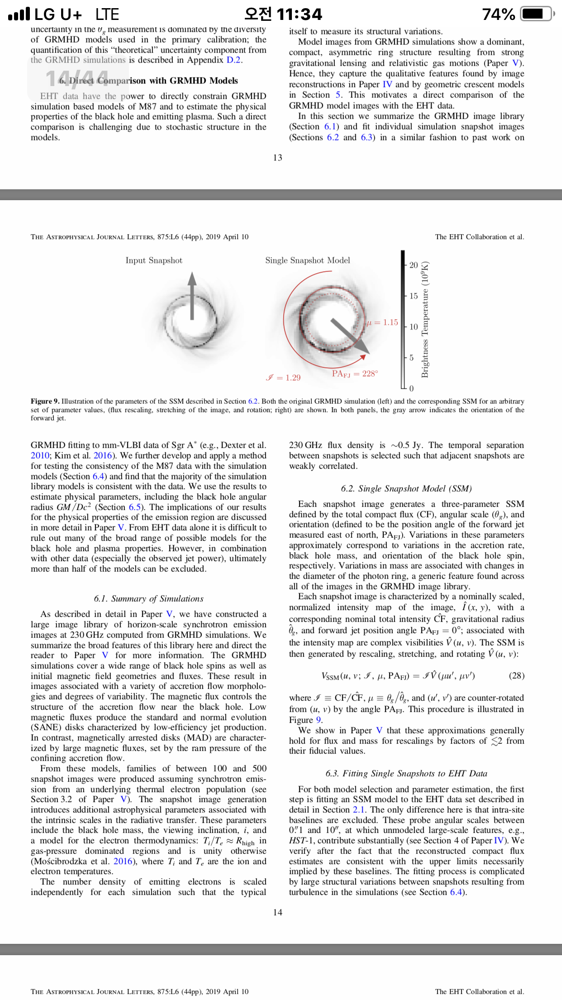 LG U+ LTE 오전 11:34 74%
uncertainty in the θg measurement is dominated by the diversity
of GRMHD models used in the primary calibration; the
quantification of this “theoretical” uncertainty component from
the GRMHD simulations is described in Appendix D.2.
14/44
6. Direct Comparison with GRMHD Models
EHT data have the power to directly constrain GRMHD
simulation based models of M87 and to estimate the physical
properties of the black hole and emitting plasma. Such a direct
comparison is challenging due to stochastic structure in the
models.
itself to measure its structural variations.
Model images from GRMHD simulations show a dominant,
compact, asymmetric ring structure resulting from strong
gravitational lensing and relativistic gas motions (Paper V).
Hence, they capture the qualitative features found by image
reconstructions in Paper IV and by geometric crescent models
in Section 5. This motivates a direct comparison of the
GRMHD model images with the EHT data.
In this section we summarize the GRMHD image library
(Section 6.1) and fit individual simulation snapshot images
(Sections 6.2 and 6.3) in a similar fashion to past work on
13
THE ASTROPHYSICAL JOURNAL LETTERS, 875:L6 (44pp), 2019 April 10
The EHT Collaboration et al.
Input Snapshot
Single Snapshot Model
μ = 1.15
ℐ = 1.29
PAFJ = 228°
20
15
10
5
0
Brightness Temperature (10⁹K)
Figure 9. Illustration of the parameters of the SSM described in Section 6.2. Both the original GRMHD simulation (left) and the corresponding SSM for an arbitrary
set of parameter values, (flux rescaling, stretching of the image, and rotation; right) are shown. In both panels, the gray arrow indicates the orientation of the
forward jet.
GRMHD fitting to mm-VLBI data of Sgr A* (e.g., Dexter et al.
2010; Kim et al. 2016). We further develop and apply a method
for testing the consistency of the M87 data with the simulation
models (Section 6.4) and find that the majority of the simulation
library models is consistent with the data. We use the results to
estimate physical parameters, including the black hole angular
radius GM/Dc² (Section 6.5). The implications of our results
for the physical properties of the emission region are discussed
in more detail in Paper V. From EHT data alone it is difficult to
rule out many of the broad range of possible models for the
black hole and plasma properties. However, in combination
with other data (especially the observed jet power), ultimately
more than half of the models can be excluded.
6.1. Summary of Simulations
As described in detail in Paper V, we have constructed a
large image library of horizon-scale synchrotron emission
images at 230 GHz computed from GRMHD simulations. We
summarize the broad features of this library here and direct the
reader to Paper V for more information. The GRMHD
simulations cover a wide range of black hole spins as well as
initial magnetic field geometries and fluxes. These result in
images associated with a variety of accretion flow morpholo-
gies and degrees of variability. The magnetic flux controls the
structure of the accretion flow near the black hole. Low
magnetic fluxes produce the standard and normal evolution
(SANE) disks characterized by low-efficiency jet production.
In contrast, magnetically arrested disks (MAD) are character-
ized by large magnetic fluxes, set by the ram pressure of the
confining accretion flow.
From these models, families of between 100 and 500
snapshot images were produced assuming synchrotron emis-
sion from an underlying thermal electron population (see
Section 3.2 of Paper V). The snapshot image generation
introduces additional astrophysical parameters associated with
the intrinsic scales in the radiative transfer. These parameters
include the black hole mass, the viewing inclination, i, and
a model for the electron thermodynamics: Ti/Te ≈ Rhigh in
gas-pressure dominated regions and is unity otherwise
(Mościbrodzka et al. 2016), where Ti and Te are the ion and
electron temperatures.
The number density of emitting electrons is scaled
independently for each simulation such that the typical
230 GHz flux density is ~0.5 Jy. The temporal separation
between snapshots is selected such that adjacent snapshots are
weakly correlated.
6.2. Single Snapshot Model (SSM)
Each snapshot image generates a three-parameter SSM
defined by the total compact flux (CF), angular scale (θg), and
orientation (defined to be the position angle of the forward jet
measured east of north, PAFJ). Variations in these parameters
approximately correspond to variations in the accretion rate,
black hole mass, and orientation of the black hole spin,
respectively. Variations in mass are associated with changes in
the diameter of the photon ring, a generic feature found across
all of the images in the GRMHD image library.
Each snapshot image is characterized by a nominally scaled,
normalized intensity map of the image, Î(x, y), with a
corresponding nominal total intensity CF̂, gravitational radius
θ̂g, and forward jet position angle PAFJ = 0°; associated with
the intensity map are complex visibilities V̂(u, v). The SSM is
then generated by rescaling, stretching, and rotating V̂(u, v):
VSSM(u, v; ℐ, μ, PAFJ) = ℐV̂(μu′, μv′) (28)
where ℐ ≡ CF/CF̂, μ ≡ θg/θ̂g, and (u′, v′) are counter-rotated
from (u, v) by the angle PAFJ. This procedure is illustrated in
Figure 9.
We show in Paper V that these approximations generally
hold for flux and mass for rescalings by factors of ≲2 from
their fiducial values.
6.3. Fitting Single Snapshots to EHT Data
For both model selection and parameter estimation, the first
step is fitting an SSM model to the EHT data set described in
detail in Section 2.1. The only difference here is that intra-site
baselines are excluded. These probe angular scales between
0.″1 and 10″, at which unmodeled large-scale features, e.g.,
HST-1, contribute substantially (see Section 4 of Paper IV). We
verify after the fact that the reconstructed compact flux
estimates are consistent with the upper limits necessarily
implied by these baselines. The fitting process is complicated
by large structural variations between snapshots resulting from
turbulence in the simulations (see Section 6.4).
14
THE ASTROPHYSICAL JOURNAL LETTERS, 875:L6 (44pp), 2019 April 10
The EHT Collaboration et al.